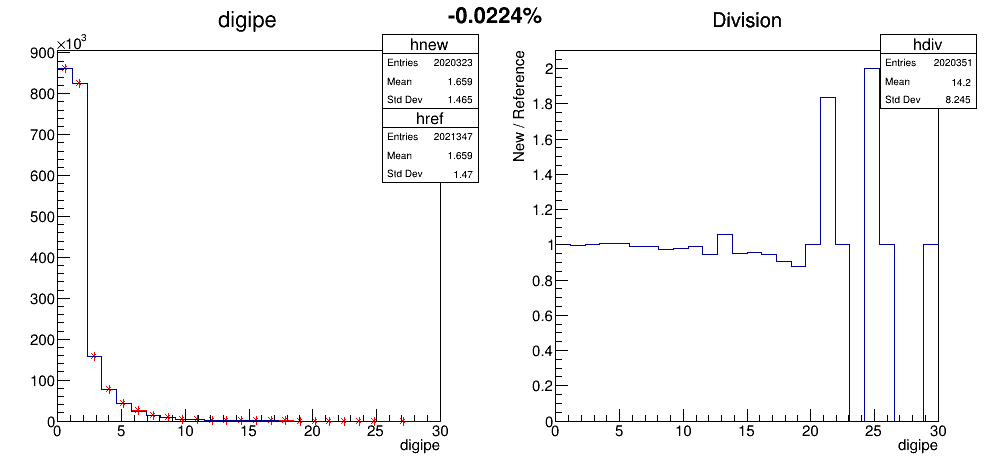 -0.0224%
digipe
×10³
hnew
Entries 2020323
Mean 1.659
Std Dev 1.465
href
Entries 2021347
Mean 1.659
Std Dev 1.47
900
800
700
600
500
400
300
200
100
0
0 5 10 15 20 25 30
digipe
Division
hdiv
Entries 2020351
Mean 14.2
Std Dev 8.245
New / Reference
2
1.8
1.6
1.4
1.2
1
0.8
0.6
0.4
0.2
0
0 5 10 15 20 25 30
digipe